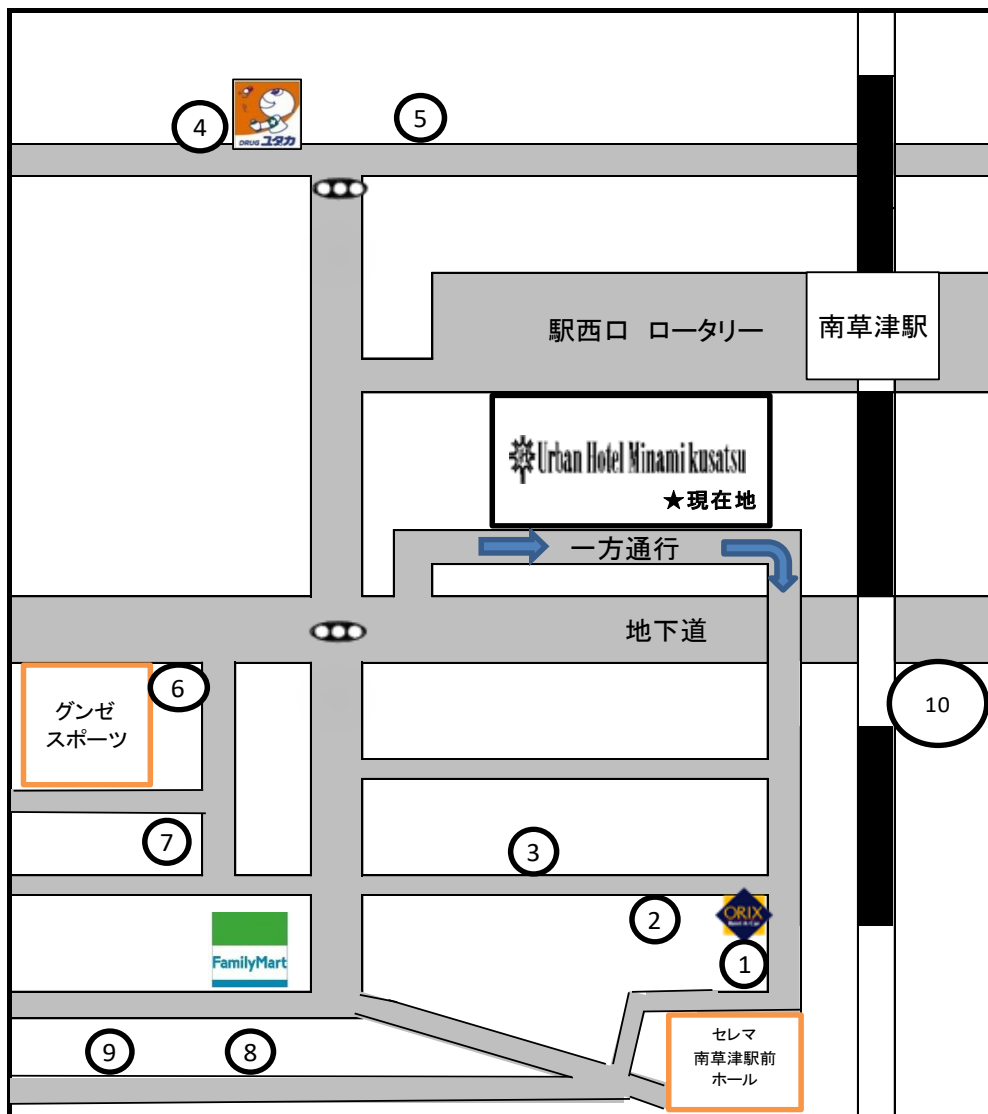 4
DRUG ユタカ
5
駅西口 ロータリー
南草津駅
Urban Hotel Minami kusatsu
★現在地
一方通行
地下道
グンゼ
スポーツ
6
10
7
3
2
ORIX
Rent-A-Car
1
FamilyMart
9
8
セレマ
南草津駅前
ホール